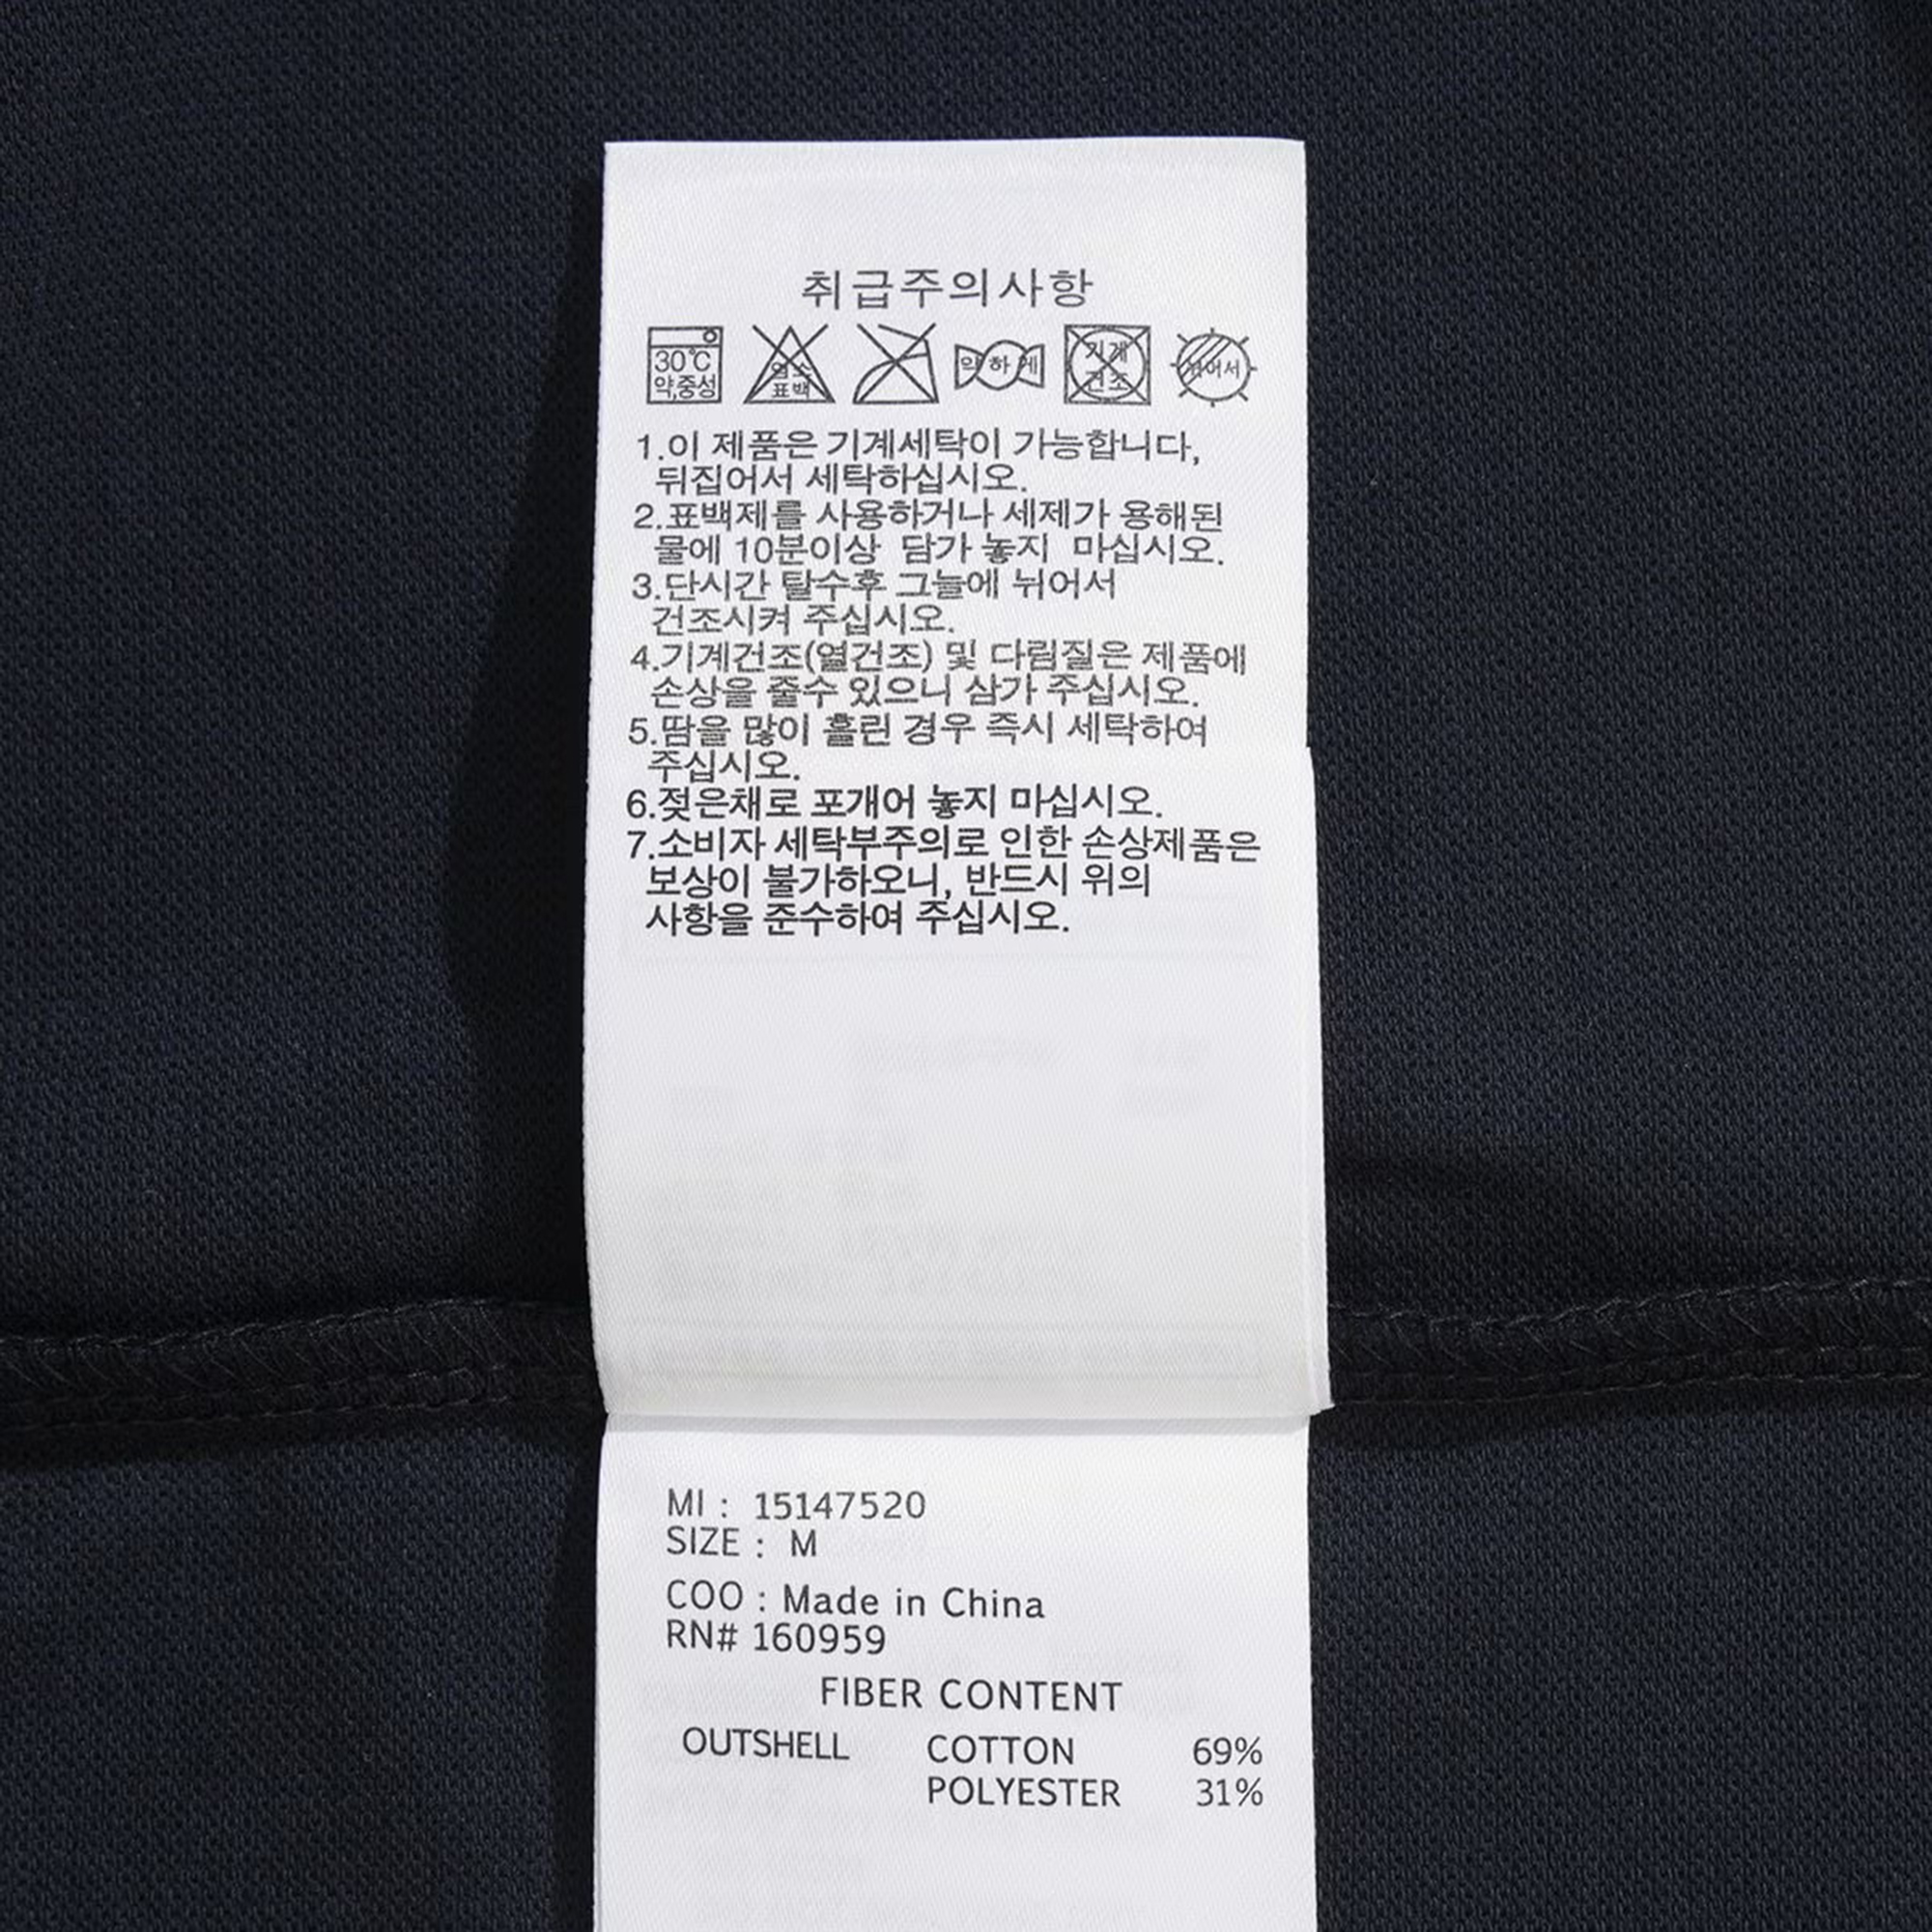 취급주의사항
30℃ 약,중성
염소 표백
약하게
기계 건조
뉘어서
1.이 제품은 기계세탁이 가능합니다,
뒤집어서 세탁하십시오.
2.표백제를 사용하거나 세제가 용해된
물에 10분이상 담가 놓지 마십시오.
3.단시간 탈수후 그늘에 뉘어서
건조시켜 주십시오.
4.기계건조(열건조) 및 다림질은 제품에
손상을 줄수 있으니 삼가 주십시오.
5.땀을 많이 흘린 경우 즉시 세탁하여
주십시오.
6.젖은채로 포개어 놓지 마십시오.
7.소비자 세탁부주의로 인한 손상제품은
보상이 불가하오니, 반드시 위의
사항을 준수하여 주십시오.
MI : 15147520
SIZE : M
COO : Made in China
RN# 160959
FIBER CONTENT
OUTSHELL COTTON 69%
POLYESTER 31%